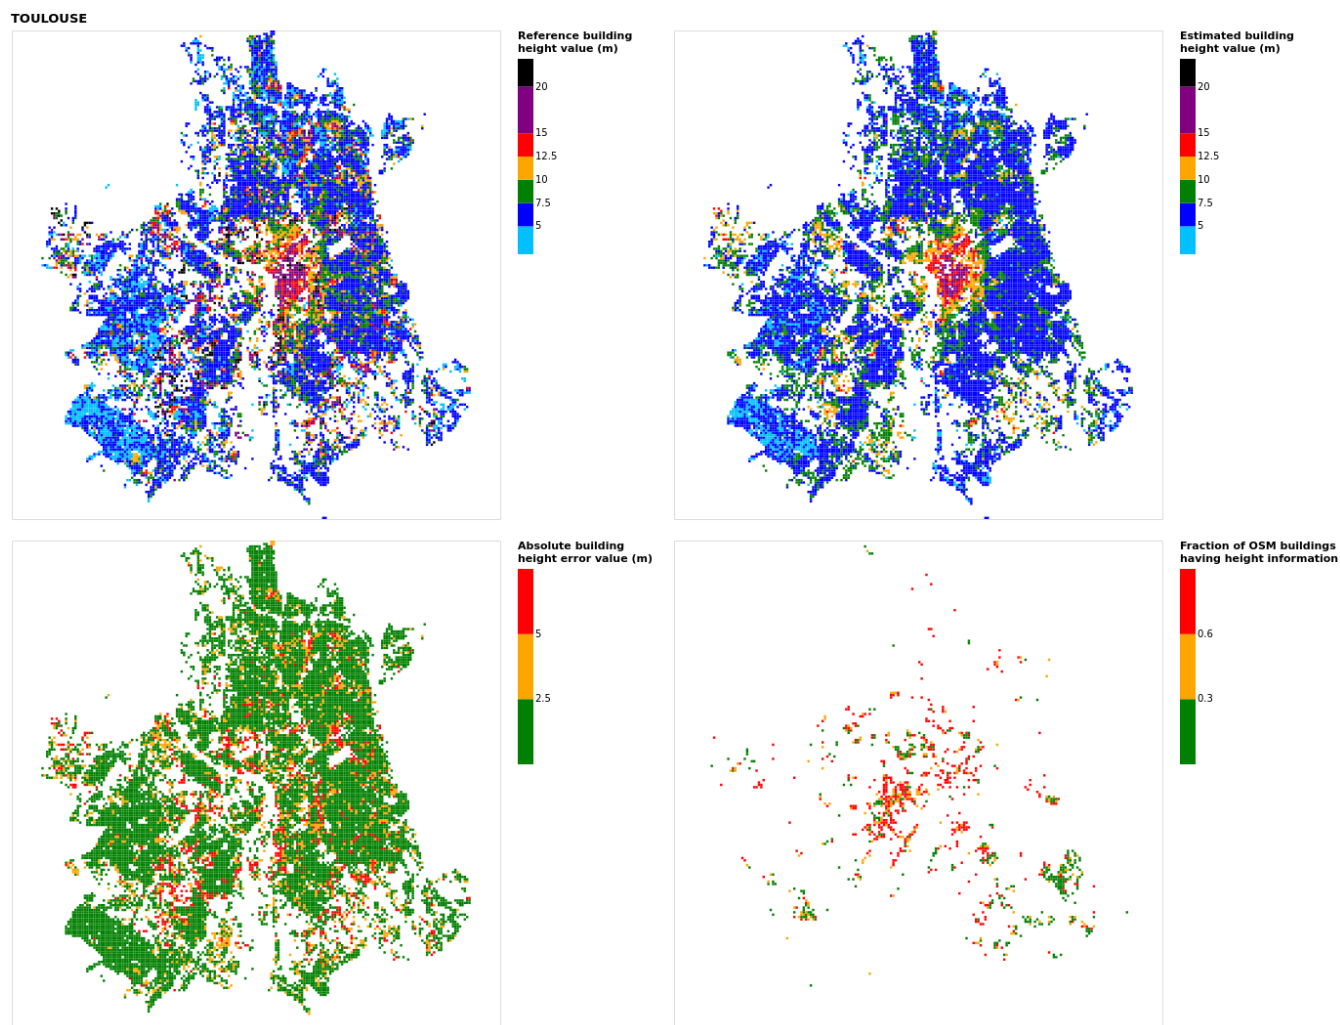 TOULOUSE
Reference building
height value (m)
20
15
12.5
10
7.5
5
Estimated building
height value (m)
20
15
12.5
10
7.5
5
Absolute building
height error value (m)
5
2.5
Fraction of OSM buildings
having height information
0.6
0.3